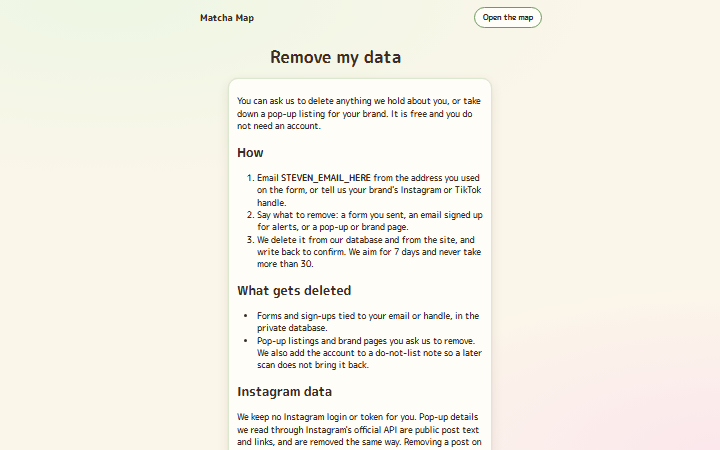 Matcha Map
Open the map
Remove my data
You can ask us to delete anything we hold about you, or take
down a pop-up listing for your brand. It is free and you do
not need an account.
How
1. Email STEVEN_EMAIL_HERE from the address you used
on the form, or tell us your brand's Instagram or TikTok
handle.
2. Say what to remove: a form you sent, an email signed up
for alerts, or a pop-up or brand page.
3. We delete it from our database and from the site, and
write back to confirm. We aim for 7 days and never take
more than 30.
What gets deleted
• Forms and sign-ups tied to your email or handle, in the
private database.
• Pop-up listings and brand pages you ask us to remove.
We also add the account to a do-not-list note so a later
scan does not bring it back.
Instagram data
We keep no Instagram login or token for you. Pop-up details
we read through Instagram's official API are public post text
and links, and are removed the same way. Removing a post on